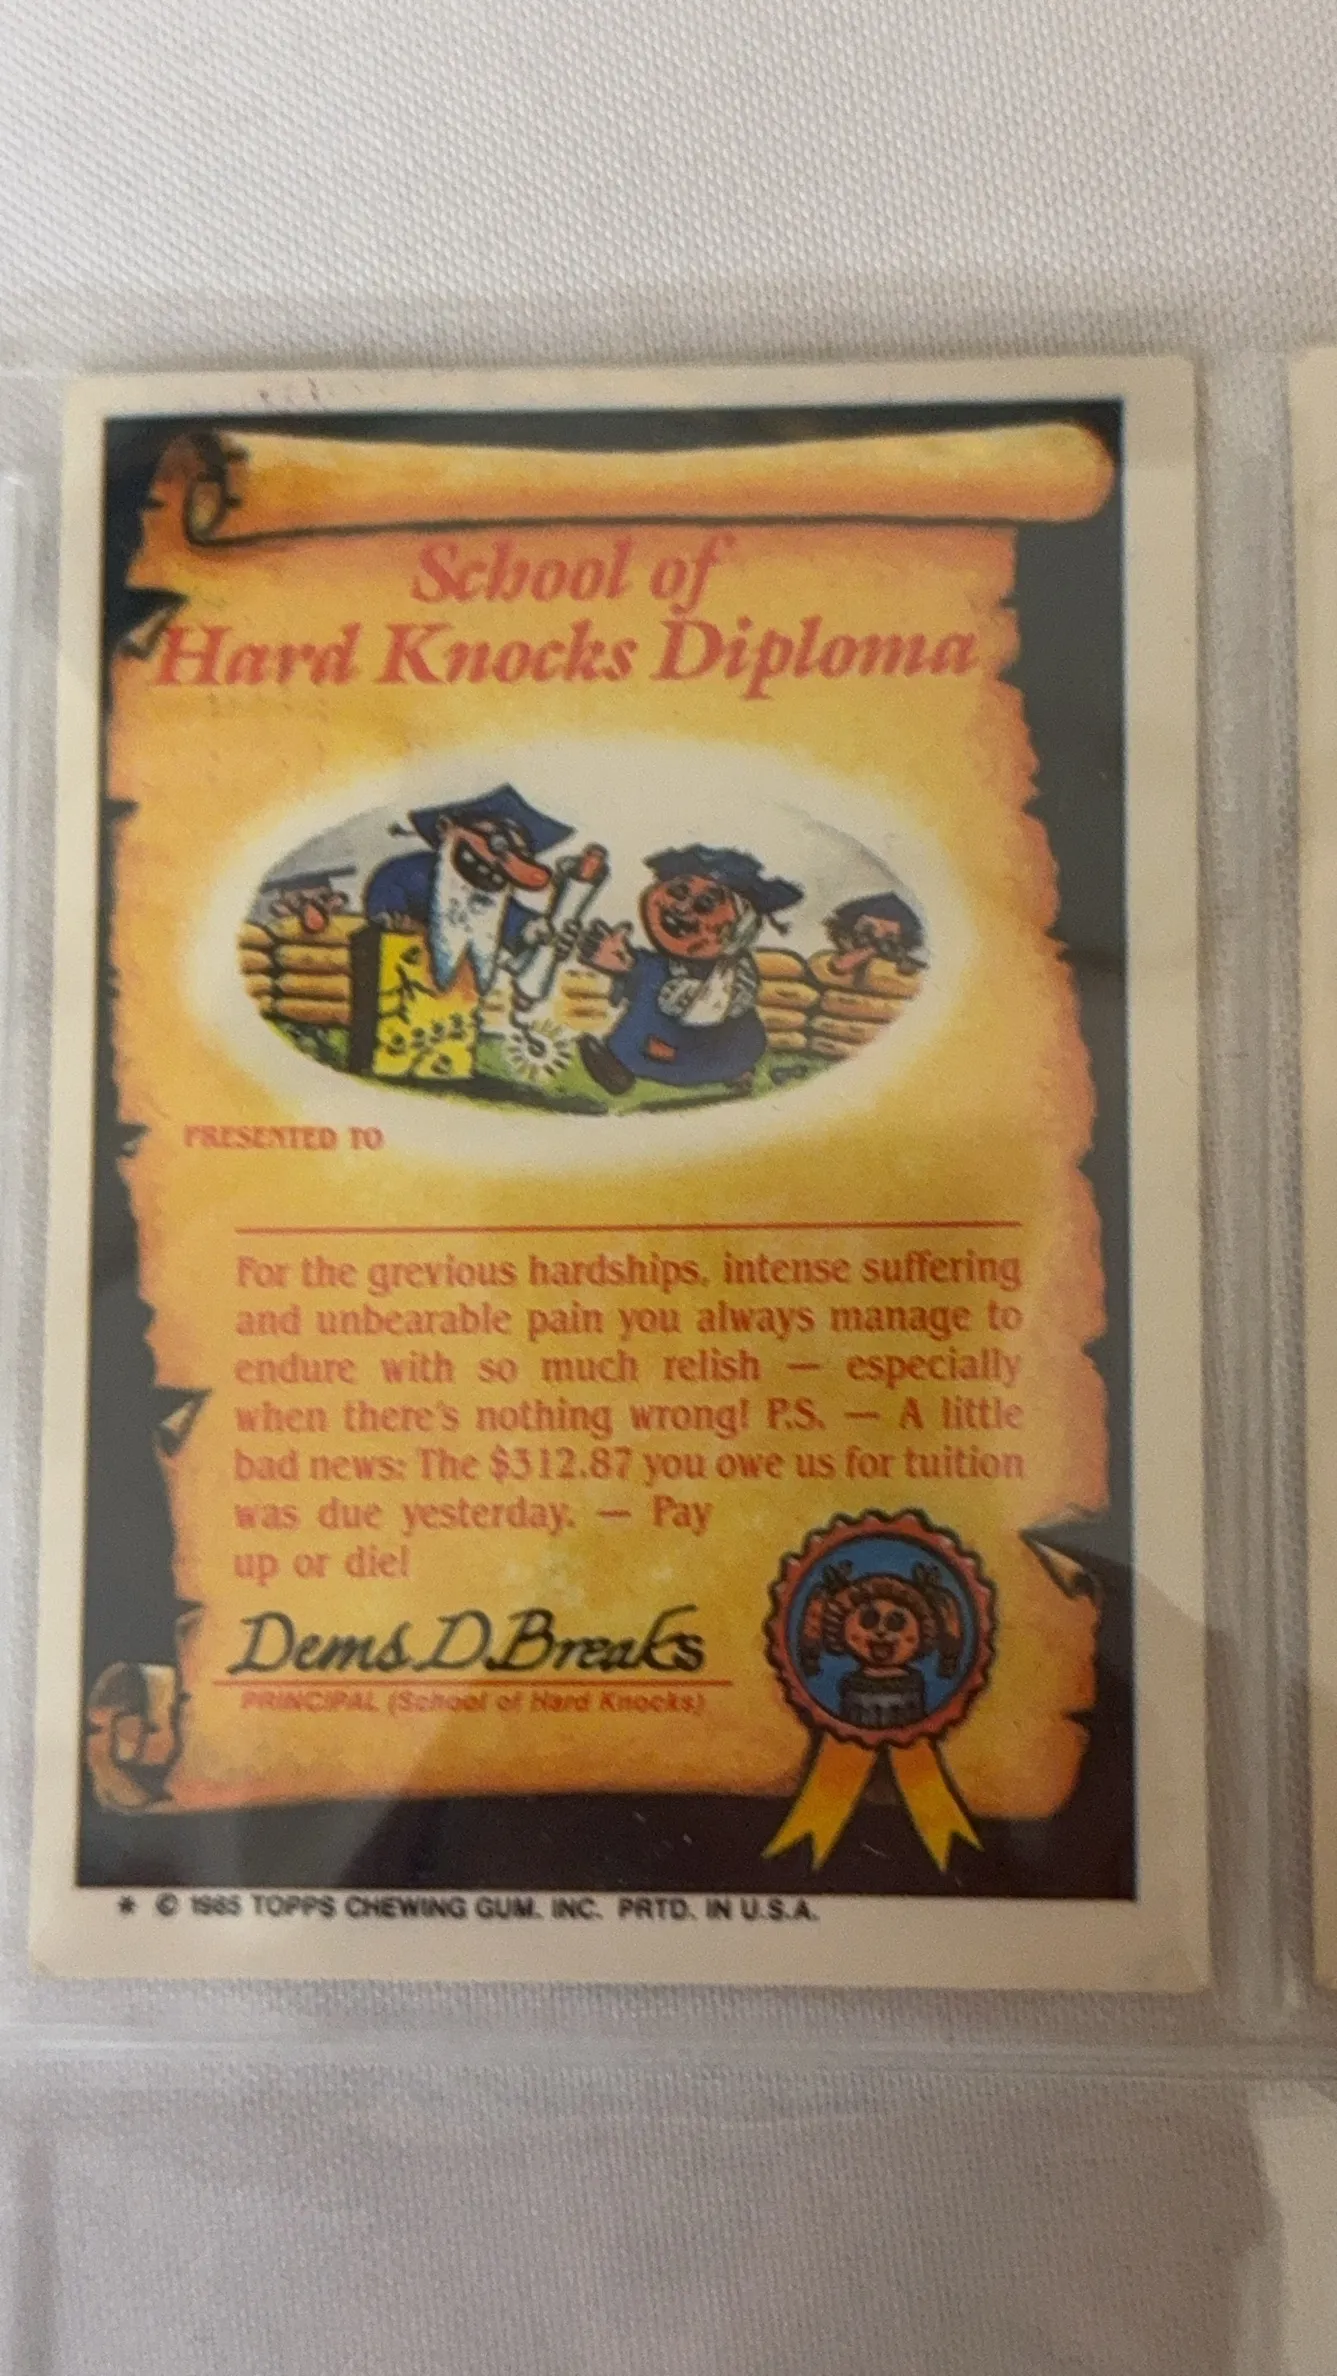 School of
Hard Knocks Diploma
PRESENTED TO
For the grevious hardships, intense suffering
and unbearable pain you always manage to
endure with so much relish — especially
when there's nothing wrong! P.S. — A little
bad news: The $312.87 you owe us for tuition
was due yesterday. — Pay
up or die!
Dems D. Breaks
PRINCIPAL (School of Hard Knocks)
* © 1985 TOPPS CHEWING GUM, INC. PRTD. IN U.S.A.